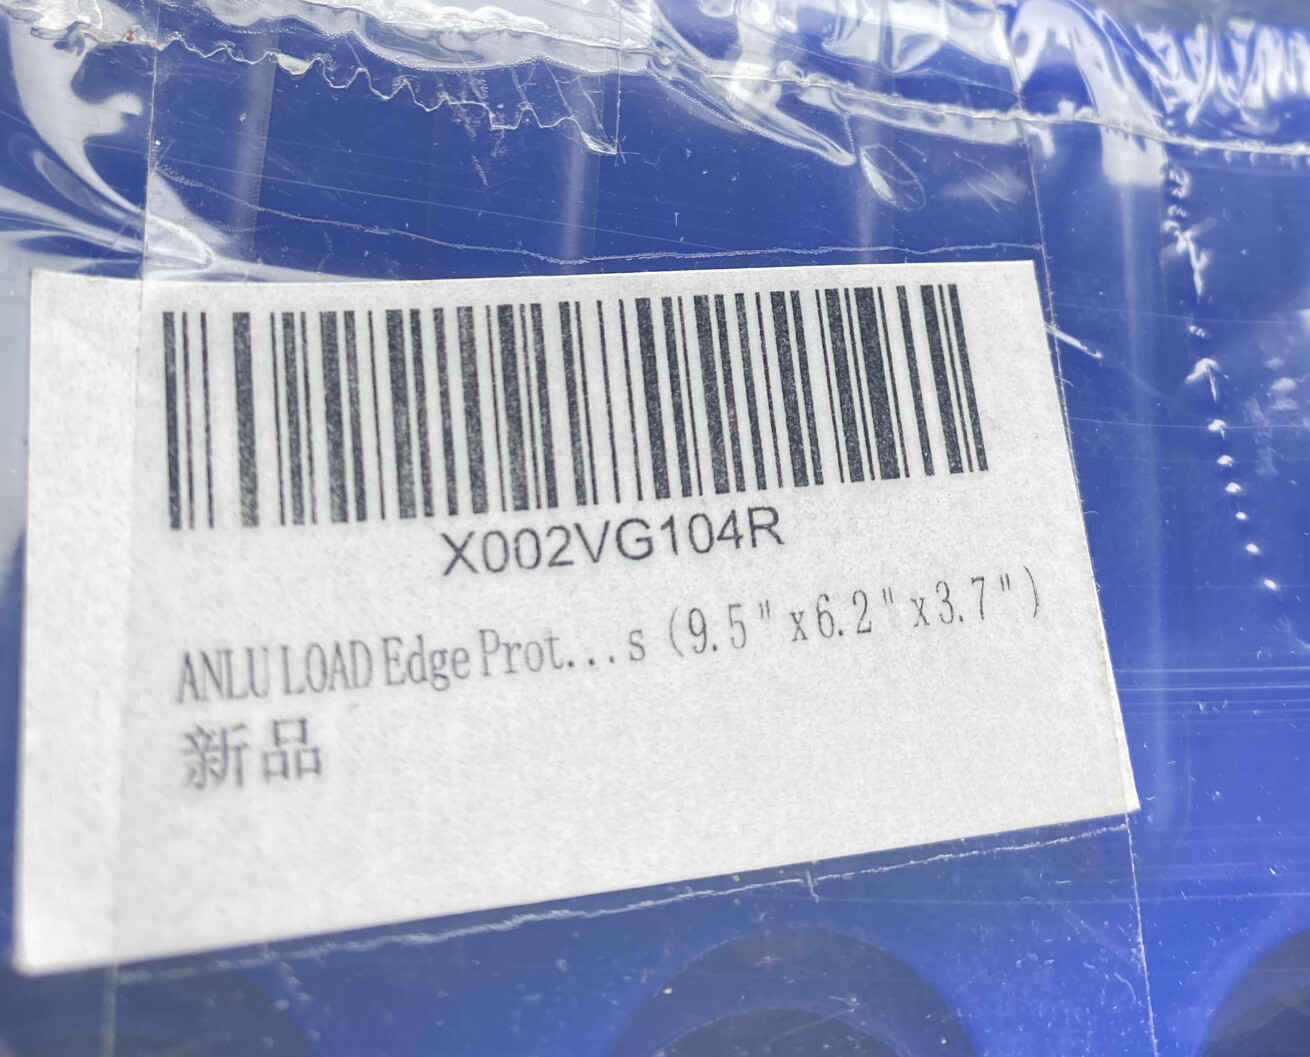 X002VG104R
ANLU LOAD Edge Prot...s (9.5"x6.2"x3.7")
新品